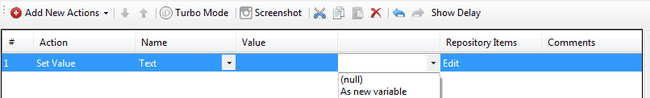 Add New Actions Turbo Mode Screenshot Show Delay
# Action Name Value Repository Items Comments
1 Set Value Text Edit
(null)
As new variable